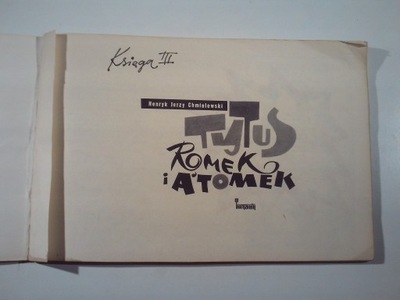 Księga III
Henryk Jerzy Chmielewski
TYTUS
ROMEK
i A'TOMEK